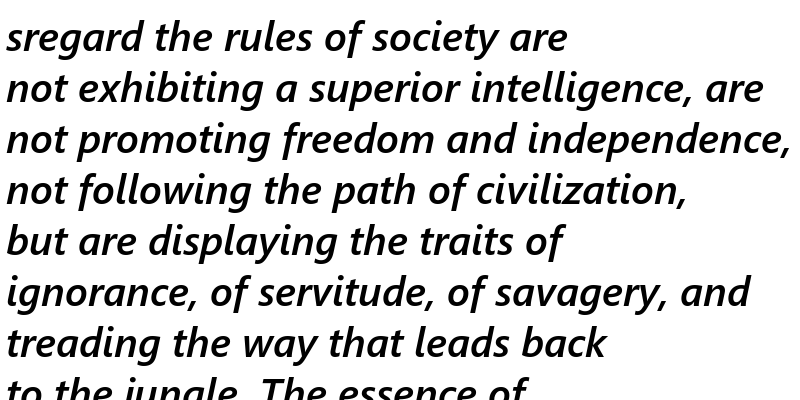 sregard the rules of society are
not exhibiting a superior intelligence, are
not promoting freedom and independence,
not following the path of civilization,
but are displaying the traits of
ignorance, of servitude, of savagery, and
treading the way that leads back
to the jungle. The essence of